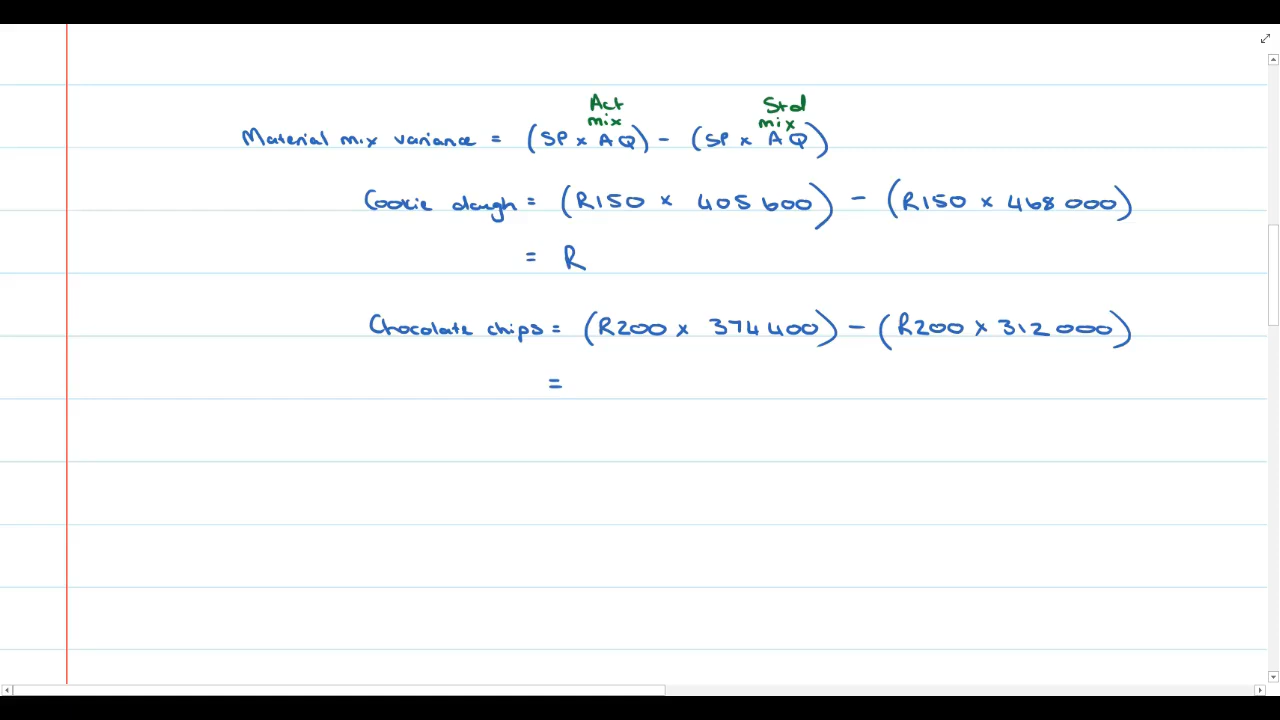 Act Std
mix mix
Material mix variance = (SP x AQ) - (SP x AQ)
Cookie dough = (R150 x 405 600) - (R150 x 468 000)
= R
Chocolate chips = (R200 x 374 400) - (R200 x 312 000)
=